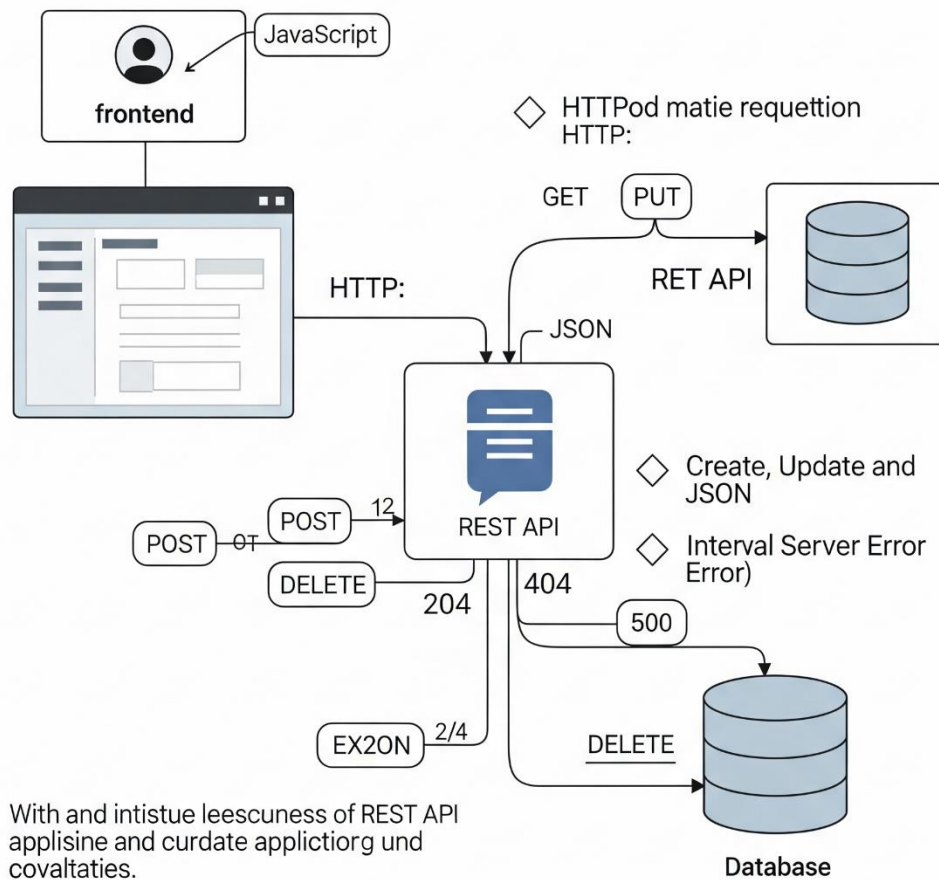 JavaScript
frontend
HTTPod matie requettion
HTTP:
GET
PUT
RET API
HTTP:
JSON
REST API
Create, Update and
JSON
Interval Server Error
Error)
POST
OT
POST
12
DELETE
204
404
500
EX2ON
2/4
DELETE
With and intistue leescuness of REST API
applisine and curdate applictiorg und
covaltaties.
Database